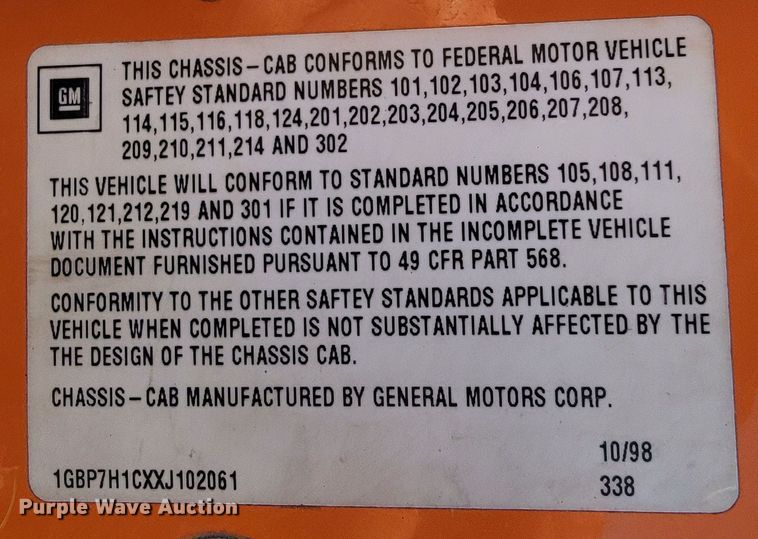 GM
THIS CHASSIS-CAB CONFORMS TO FEDERAL MOTOR VEHICLE
SAFTEY STANDARD NUMBERS 101,102,103,104,106,107,113,
114,115,116,118,124,201,202,203,204,205,206,207,208,
209,210,211,214 AND 302
THIS VEHICLE WILL CONFORM TO STANDARD NUMBERS 105,108,111,
120,121,212,219 AND 301 IF IT IS COMPLETED IN ACCORDANCE
WITH THE INSTRUCTIONS CONTAINED IN THE INCOMPLETE VEHICLE
DOCUMENT FURNISHED PURSUANT TO 49 CFR PART 568.
CONFORMITY TO THE OTHER SAFTEY STANDARDS APPLICABLE TO THIS
VEHICLE WHEN COMPLETED IS NOT SUBSTANTIALLY AFFECTED BY THE
THE DESIGN OF THE CHASSIS CAB.
CHASSIS-CAB MANUFACTURED BY GENERAL MOTORS CORP.
10/98
1GBP7H1CXXJ102061
338
Purple Wave Auction